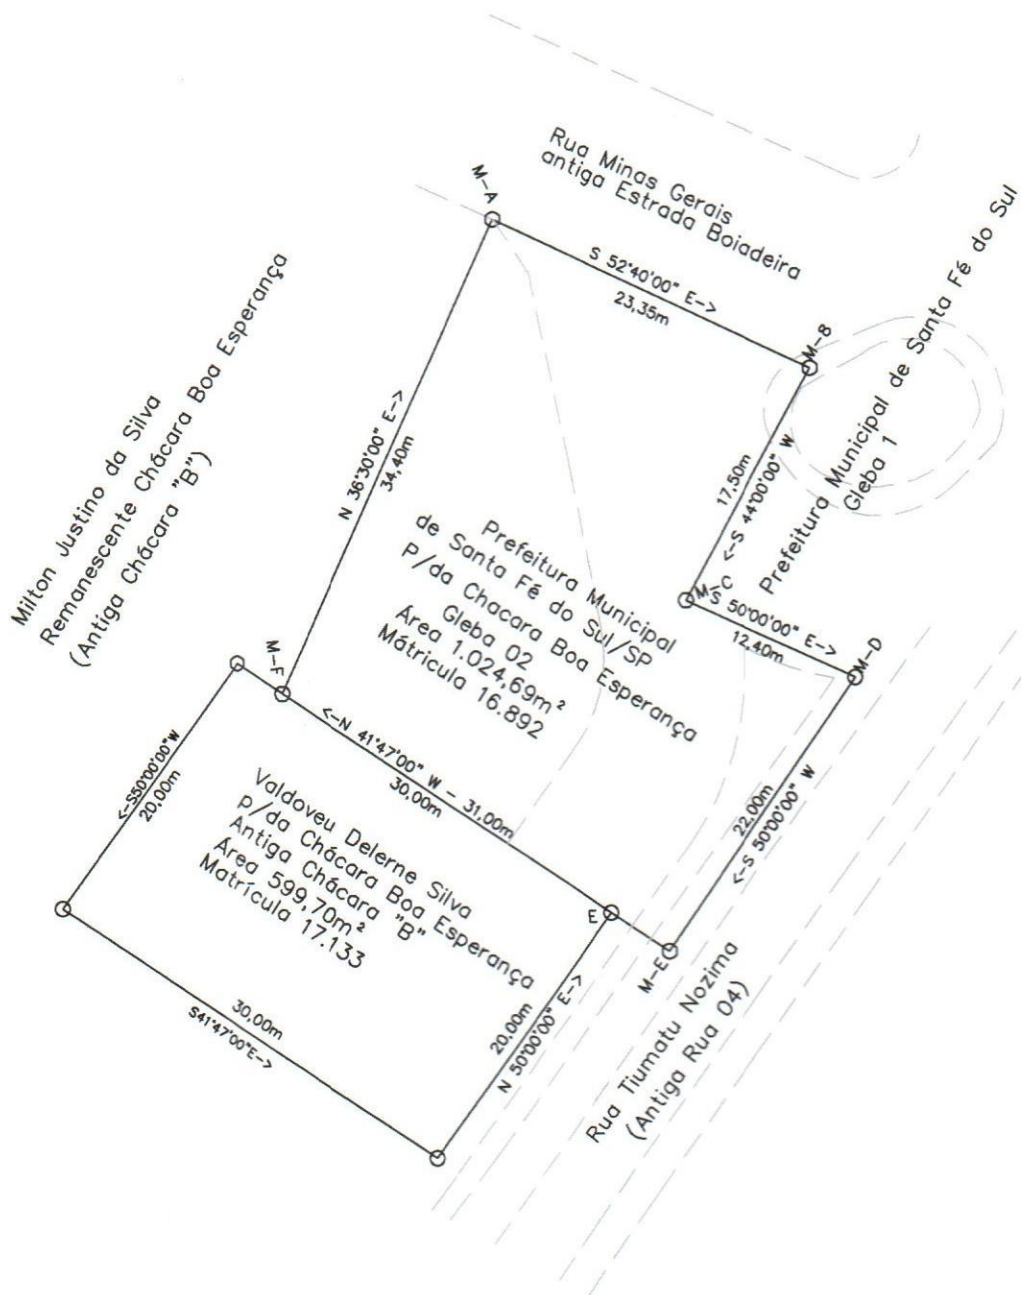 Rua Minas Gerais
antiga Estrada Boiadeira
M-A
S 52°40'00" E->
23,35m
M-B
Prefeitura Municipal de Santa Fé do Sul
Gleba 1
17,50m
<-S 44°00'00" W
M-C
S 50°00'00" E->
12,40m
M-D
Milton Justino da Silva
Remanescente Chácara Boa Esperança
(Antiga Chácara "B")
N 36°30'00" E->
34,40m
Prefeitura Municipal
de Santa Fé do Sul/SP
P/da Chacara Boa Esperança
Gleba 02
Área 1.024,69m²
Mátrícula 16.892
M-F
<-N 41°47'00" W - 31,00m
30,00m
22,00m
<-S 50°00'00" W
<-S50°00'00"W
20,00m
Valdoveu Delerne Silva
P/da Chácara Boa Esperança
Antiga Chácara "B"
Área 599,70m²
Matrícula 17.133
E
M-E
20,00m
N 50°00'00" E->
30,00m
S41°47'00"E->
Rua Tiumatu Nozima
(Antiga Rua 04)